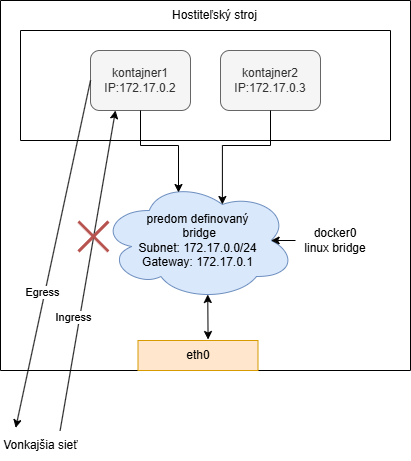 Hostiteľský stroj
kontajner1
IP:172.17.0.2
kontajner2
IP:172.17.0.3
predom definovaný
bridge
Subnet: 172.17.0.0/24
Gateway: 172.17.0.1
docker0
linux bridge
Egress
Ingress
eth0
Vonkajšia sieť